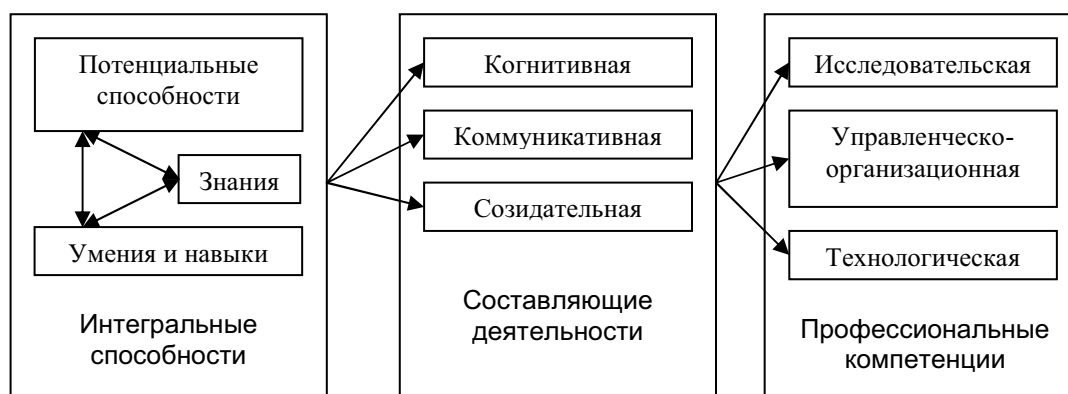 Потенциальные
способности
Знания
Умения и навыки
Интегральные
способности
Когнитивная
Коммуникативная
Созидательная
Составляющие
деятельности
Исследовательская
Управленческо-
организационная
Технологическая
Профессиональные
компетенции